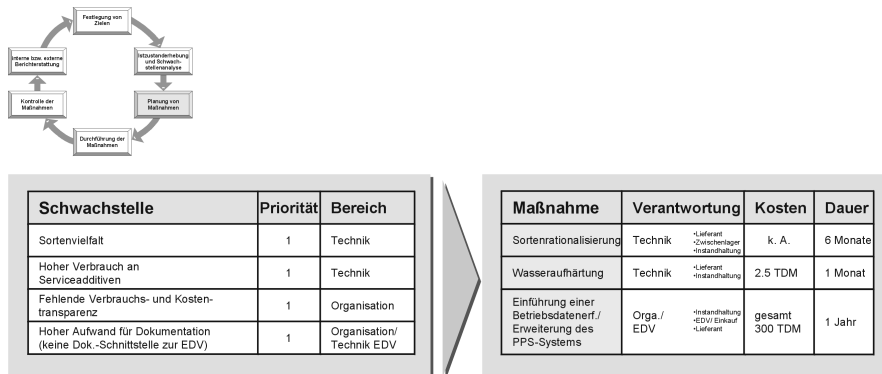 Festlegung von
Zielen
Istzustanderhebung
und Schwach-
stellenanalyse
Planung von
Maßnahmen
Durchführung der
Maßnahmen
Kontrolle der
Maßnahmen
Interne bzw. externe
Berichterstattung
Schwachstelle Priorität Bereich
Sortenvielfalt 1 Technik
Hoher Verbrauch an
Serviceadditiven 1 Technik
Fehlende Verbrauchs- und Kosten-
transparenz 1 Organisation
Hoher Aufwand für Dokumentation
(keine Dok.-Schnittstelle zur EDV) 1 Organisation/
Technik EDV
Maßnahme Verantwortung Kosten Dauer
Sortenrationalisierung Technik •Lieferant
•Zwischenlager
•Instandhaltung k. A. 6 Monate
Wasseraufhärtung Technik •Lieferant
•Instandhaltung 2.5 TDM 1 Monat
Einführung einer
Betriebsdatenerf./
Erweiterung des
PPS-Systems
Orga./
EDV
•Instandhaltung
•EDV/ Einkauf
•Lieferant
gesamt
300 TDM
1 Jahr